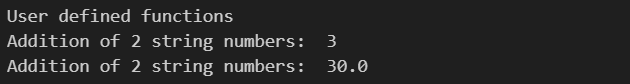 User defined functions
Addition of 2 string numbers:  3
Addition of 2 string numbers:  30.0